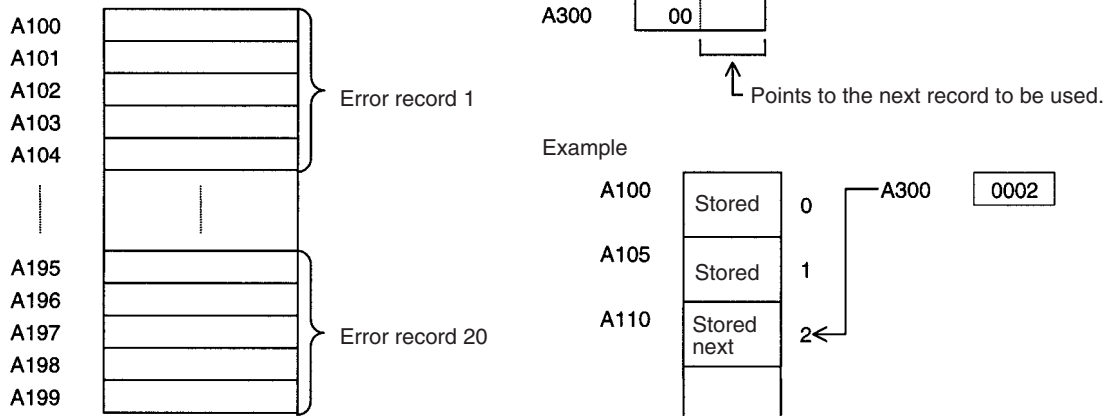 A100
A101
A102
A103
A104
Error record 1
A195
A196
A197
A198
A199
Error record 20
A300
00
Points to the next record to be used.
Example
A100
Stored
0
A300
0002
A105
Stored
1
A110
Stored
next
2